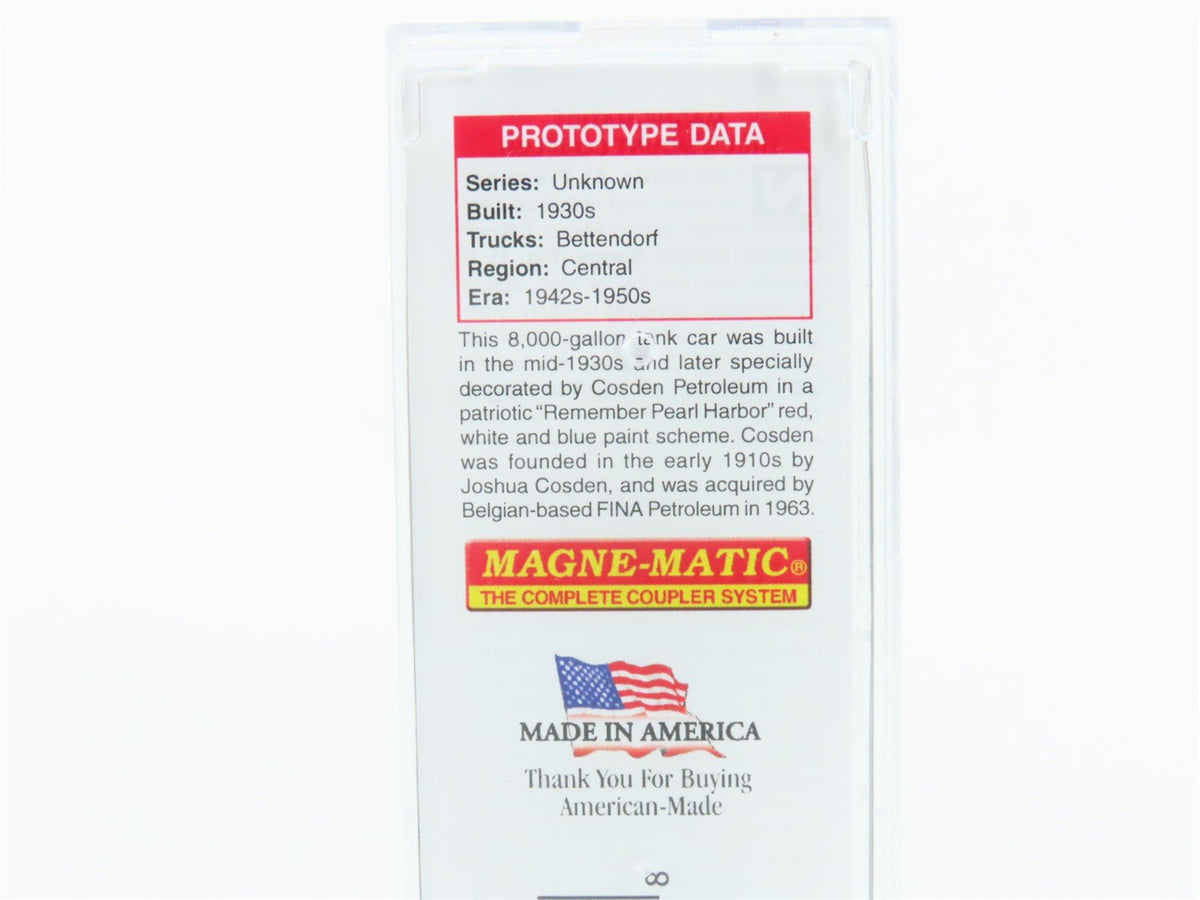 PROTOTYPE DATA
Series: Unknown
Built: 1930s
Trucks: Bettendorf
Region: Central
Era: 1942s-1950s
This 8,000-gallon tank car was built
in the mid-1930s and later specially
decorated by Cosden Petroleum in a
patriotic “Remember Pearl Harbor” red,
white and blue paint scheme. Cosden
was founded in the early 1910s by
Joshua Cosden, and was acquired by
Belgian-based FINA Petroleum in 1963.
MAGNE-MATIC®
THE COMPLETE COUPLER SYSTEM
MADE IN AMERICA
Thank You For Buying
American-Made
8